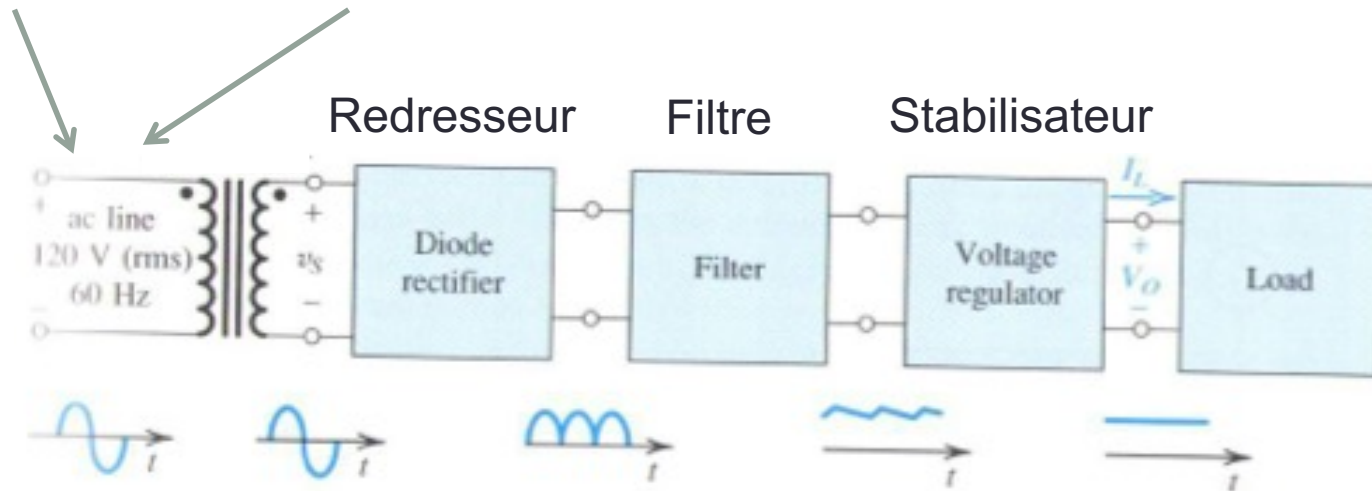 Redresseur
Filtre
Stabilisateur
+
ac line
120 V (rms)
60 Hz
−
+
vS
−
Diode
rectifier
Filter
Voltage
regulator
IL
+
VO
−
Load
t
t
t
t
t